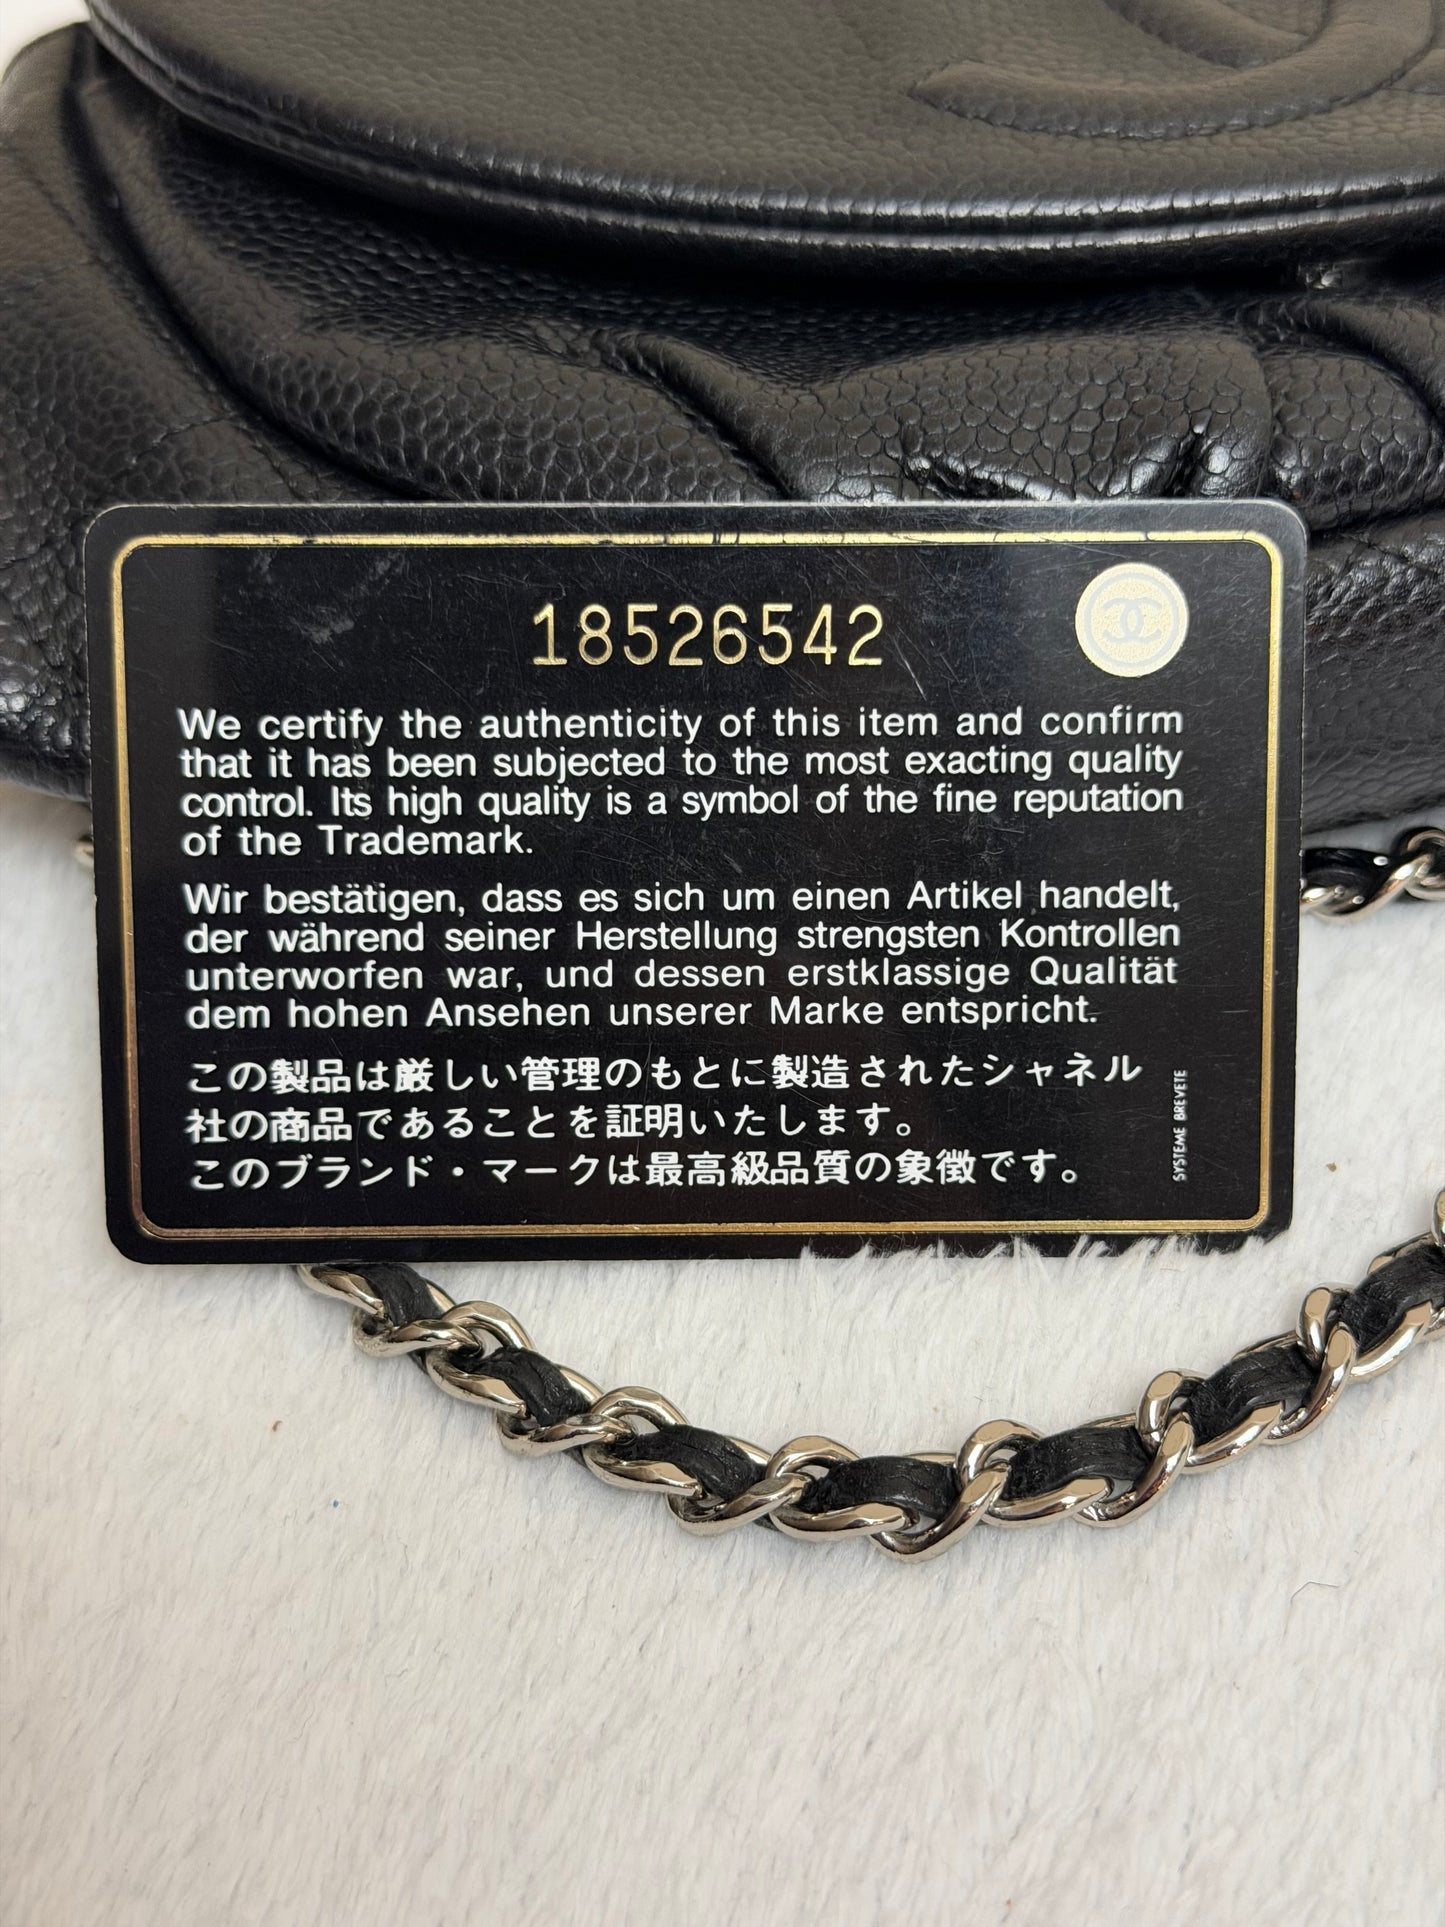 18526542
We certify the authenticity of this item and confirm
that it has been subjected to the most exacting quality
control. Its high quality is a symbol of the fine reputation
of the Trademark.
Wir bestätigen, dass es sich um einen Artikel handelt,
der während seiner Herstellung strengsten Kontrollen
unterworfen war, und dessen erstklassige Qualität
dem hohen Ansehen unserer Marke entspricht.
この製品は厳しい管理のもとに製造されたシャネル
社の商品であることを証明いたします。
このブランド・マークは最高級品質の象徴です。
SYSTEME BREVETE